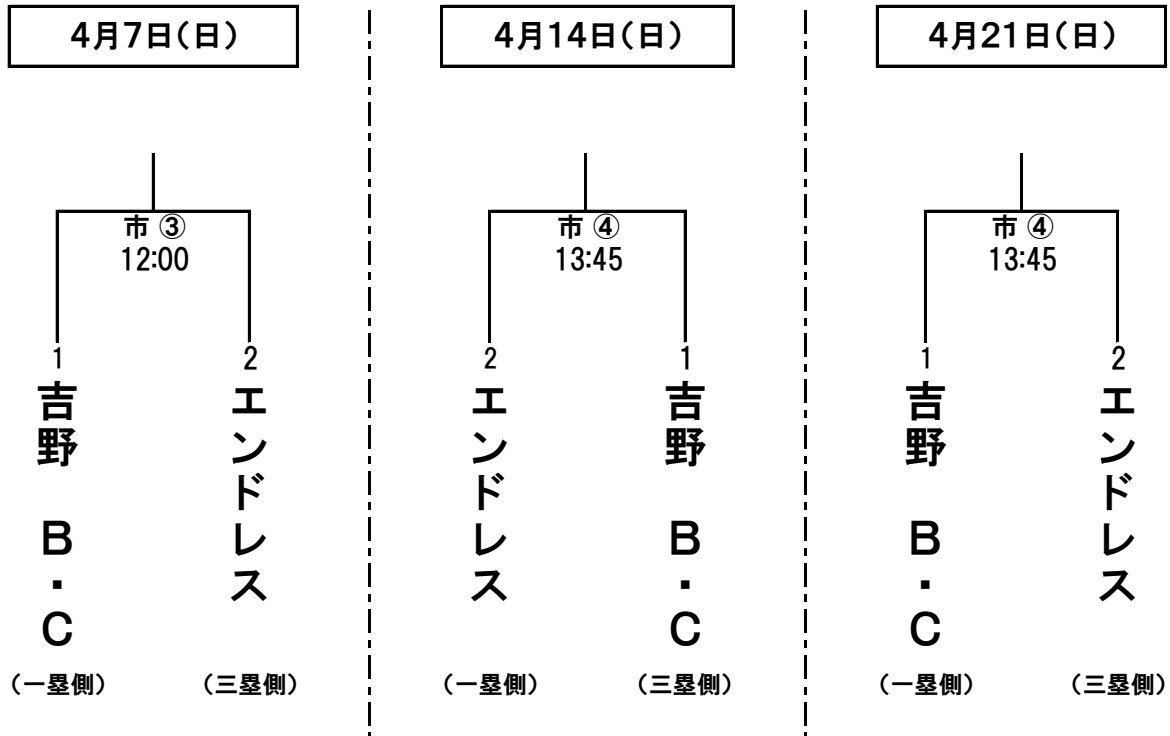 4月7日（日）
市 ③
12:00
1
吉野　B・C
（一塁側）
2
エンドレス
（三塁側）
4月14日（日）
市 ④
13:45
2
エンドレス
（一塁側）
1
吉野　B・C
（三塁側）
4月21日（日）
市 ④
13:45
1
吉野　B・C
（一塁側）
2
エンドレス
（三塁側）